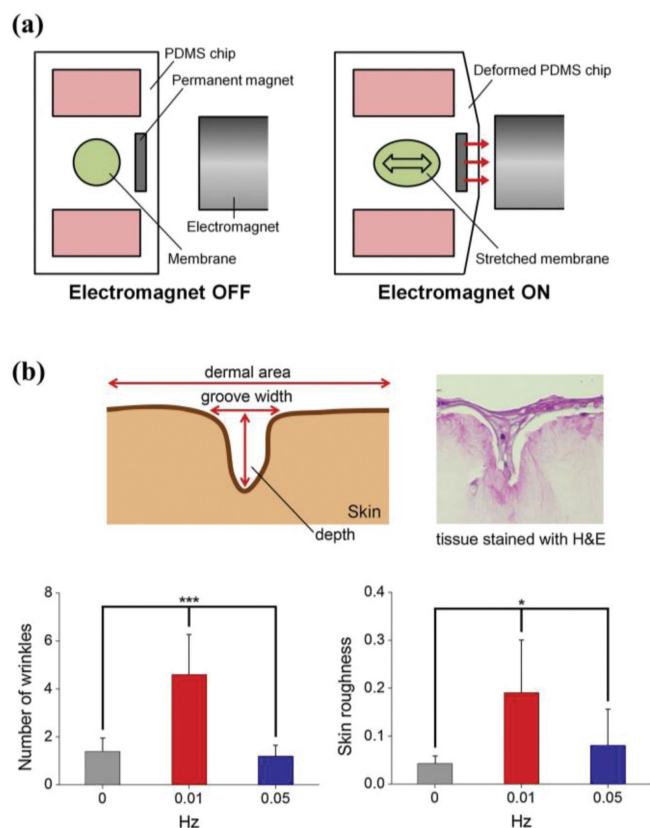 (a)
PDMS chip
Permanent magnet
Electromagnet
Membrane
Electromagnet OFF
Deformed PDMS chip
Stretched membrane
Electromagnet ON
(b)
dermal area
groove width
Skin
depth
tissue stained with H&E
***
Number of wrinkles
8
6
4
2
0
0
0.01
0.05
Hz
*
Skin roughness
0.4
0.3
0.2
0.1
0.0
0
0.01
0.05
Hz